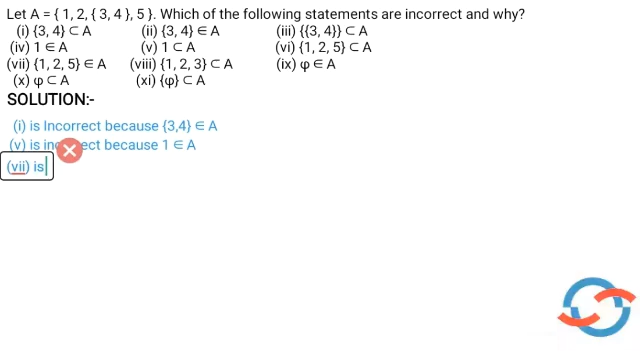 Let A = { 1, 2, { 3, 4 }, 5 }. Which of the following statements are incorrect and why?
(i) {3, 4} ⊂ A (ii) {3, 4} ∈ A (iii) {{3, 4}} ⊂ A
(iv) 1 ∈ A (v) 1 ⊂ A (vi) {1, 2, 5} ⊂ A
(vii) {1, 2, 5} ∈ A (viii) {1, 2, 3} ⊂ A (ix) φ ∈ A
(x) φ ⊂ A (xi) {φ} ⊂ A
SOLUTION:-
(i) is Incorrect because {3,4} ∈ A
(v) is inc ect because 1 ∈ A
(vii) is